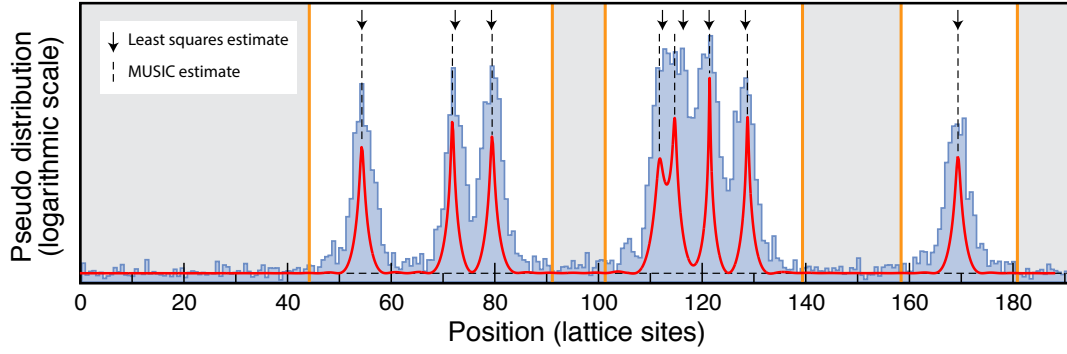 Pseudo distribution
(logarithmic scale)
Least squares estimate
MUSIC estimate
0 20 40 60 80 100 120 140 160 180
Position (lattice sites)